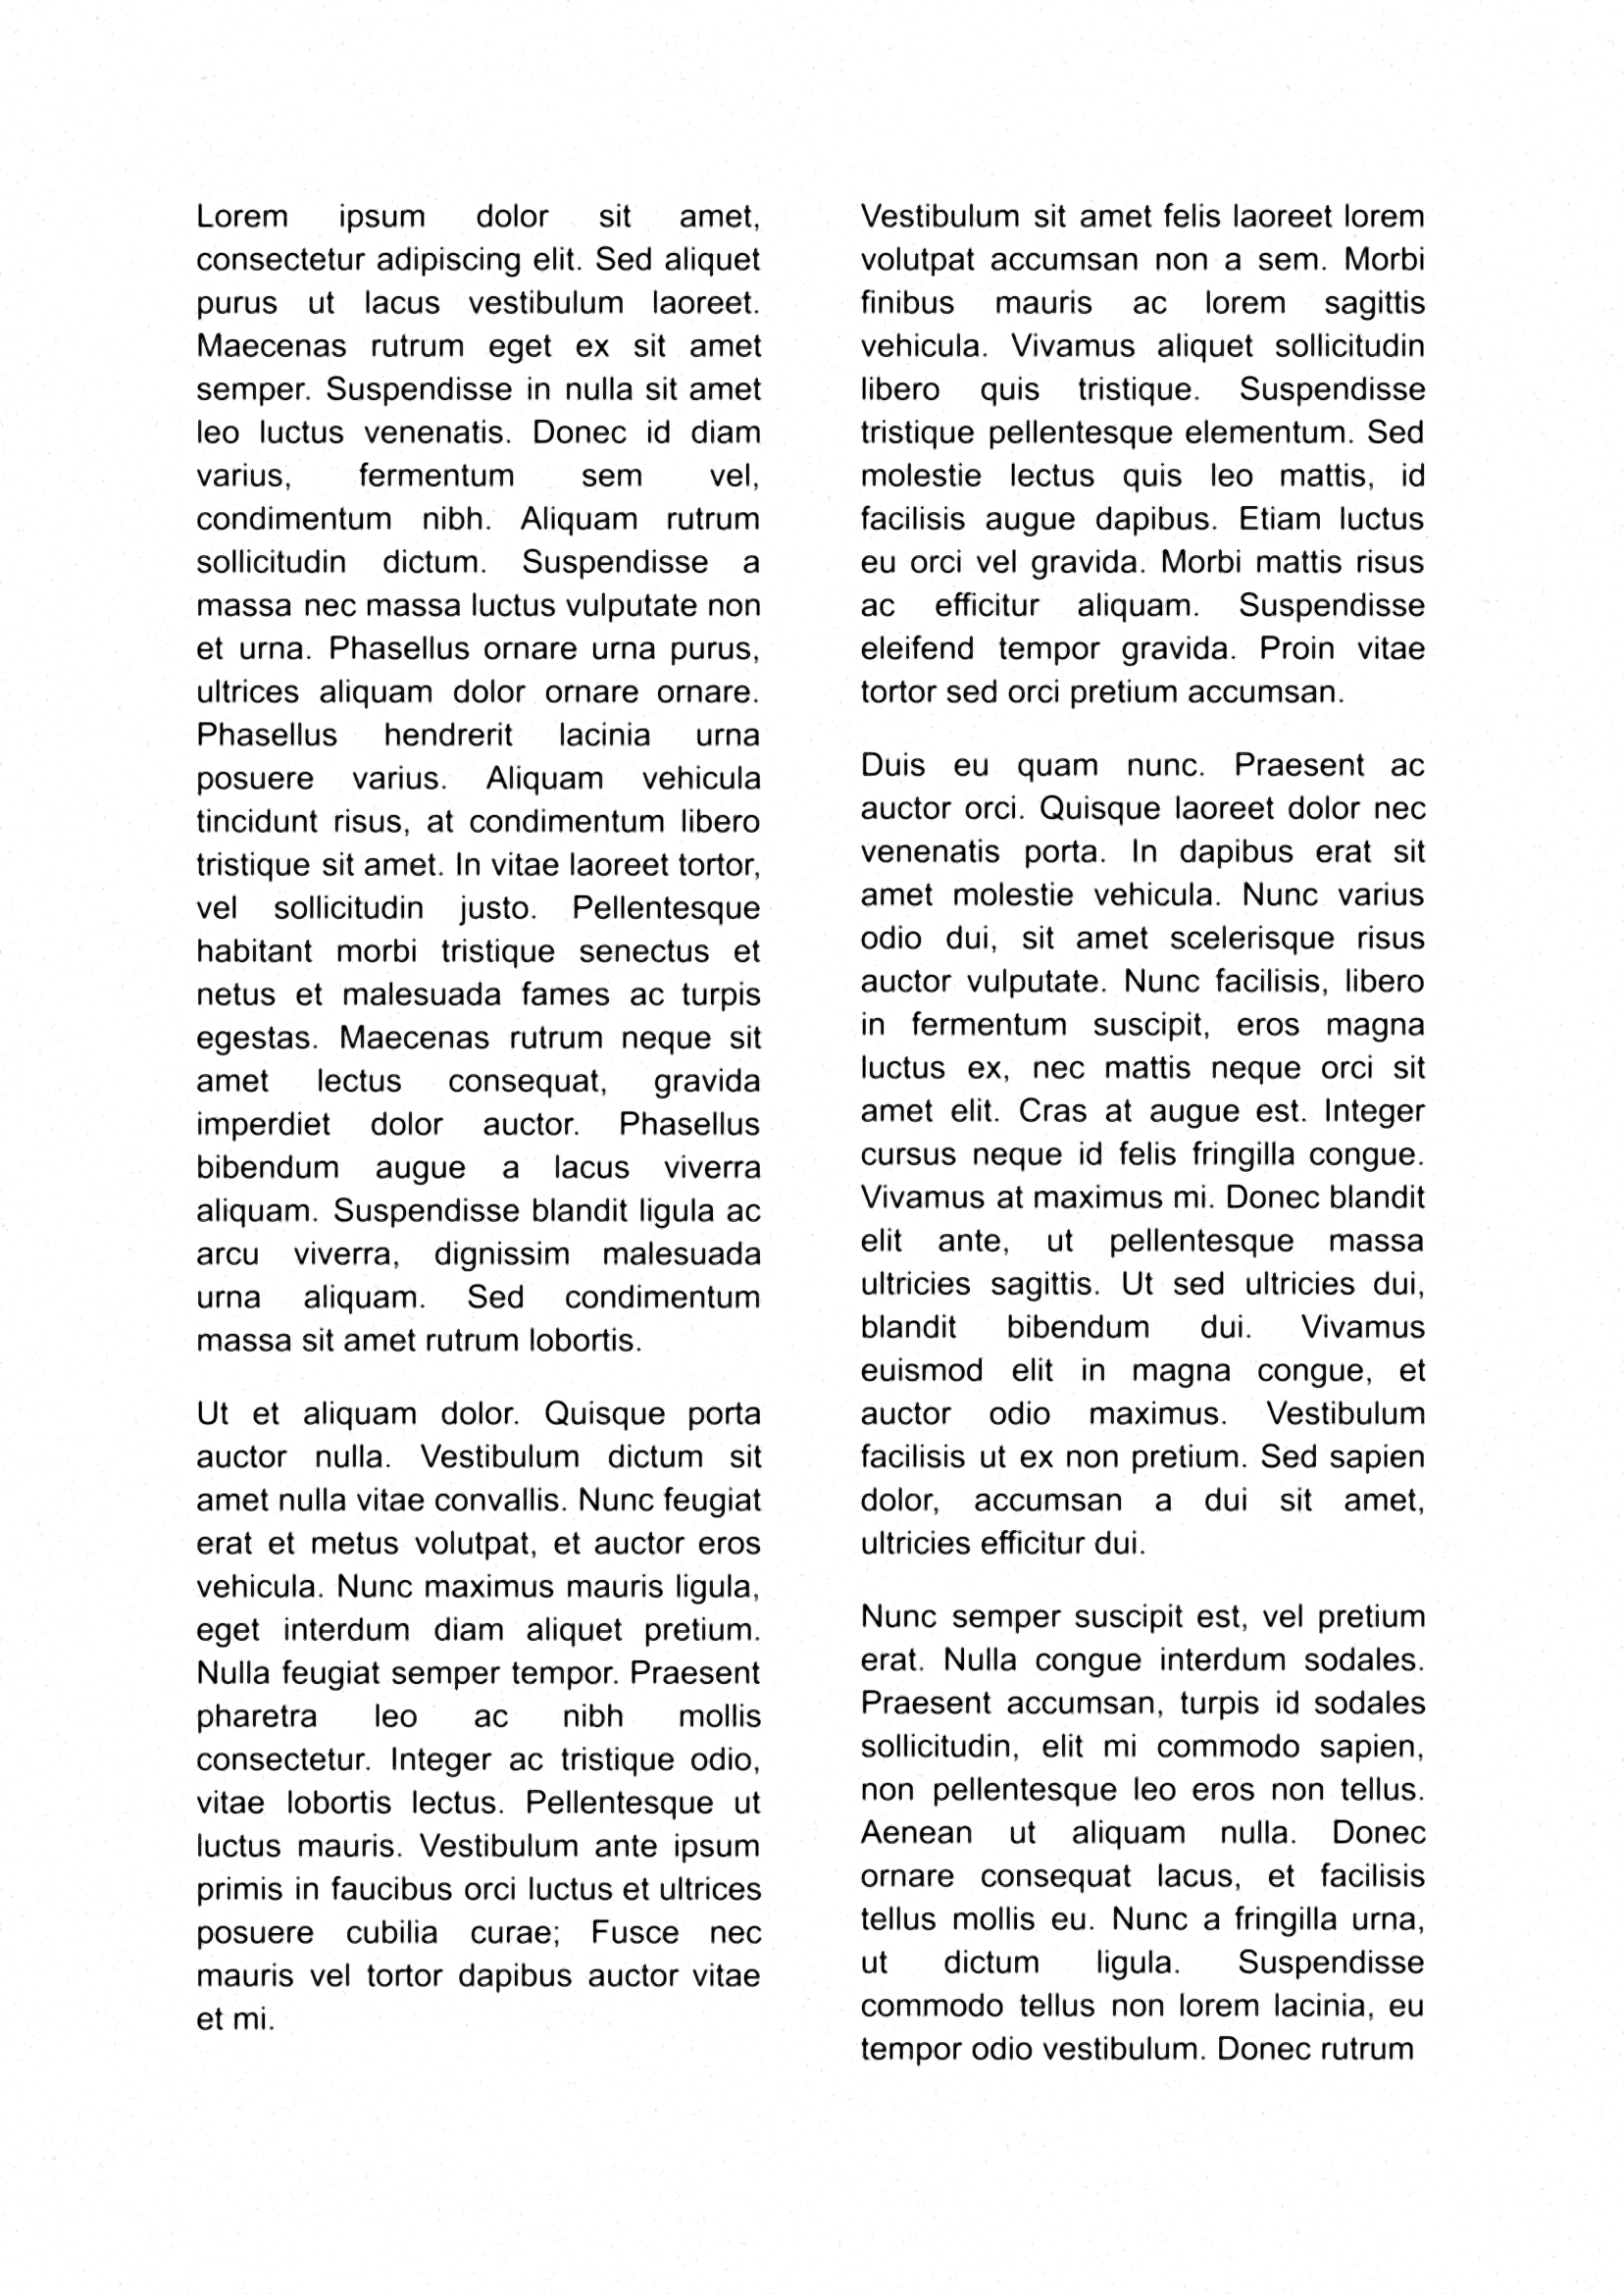 Lorem ipsum dolor sit amet,
consectetur adipiscing elit. Sed aliquet
purus ut lacus vestibulum laoreet.
Maecenas rutrum eget ex sit amet
semper. Suspendisse in nulla sit amet
leo luctus venenatis. Donec id diam
varius, fermentum sem vel,
condimentum nibh. Aliquam rutrum
sollicitudin dictum. Suspendisse a
massa nec massa luctus vulputate non
et urna. Phasellus ornare urna purus,
ultrices aliquam dolor ornare ornare.
Phasellus hendrerit lacinia urna
posuere varius. Aliquam vehicula
tincidunt risus, at condimentum libero
tristique sit amet. In vitae laoreet tortor,
vel sollicitudin justo. Pellentesque
habitant morbi tristique senectus et
netus et malesuada fames ac turpis
egestas. Maecenas rutrum neque sit
amet lectus consequat, gravida
imperdiet dolor auctor. Phasellus
bibendum augue a lacus viverra
aliquam. Suspendisse blandit ligula ac
arcu viverra, dignissim malesuada
urna aliquam. Sed condimentum
massa sit amet rutrum lobortis.
Ut et aliquam dolor. Quisque porta
auctor nulla. Vestibulum dictum sit
amet nulla vitae convallis. Nunc feugiat
erat et metus volutpat, et auctor eros
vehicula. Nunc maximus mauris ligula,
eget interdum diam aliquet pretium.
Nulla feugiat semper tempor. Praesent
pharetra leo ac nibh mollis
consectetur. Integer ac tristique odio,
vitae lobortis lectus. Pellentesque ut
luctus mauris. Vestibulum ante ipsum
primis in faucibus orci luctus et ultrices
posuere cubilia curae; Fusce nec
mauris vel tortor dapibus auctor vitae
et mi.
Vestibulum sit amet felis laoreet lorem
volutpat accumsan non a sem. Morbi
finibus mauris ac lorem sagittis
vehicula. Vivamus aliquet sollicitudin
libero quis tristique. Suspendisse
tristique pellentesque elementum. Sed
molestie lectus quis leo mattis, id
facilisis augue dapibus. Etiam luctus
eu orci vel gravida. Morbi mattis risus
ac efficitur aliquam. Suspendisse
eleifend tempor gravida. Proin vitae
tortor sed orci pretium accumsan.
Duis eu quam nunc. Praesent ac
auctor orci. Quisque laoreet dolor nec
venenatis porta. In dapibus erat sit
amet molestie vehicula. Nunc varius
odio dui, sit amet scelerisque risus
auctor vulputate. Nunc facilisis, libero
in fermentum suscipit, eros magna
luctus ex, nec mattis neque orci sit
amet elit. Cras at augue est. Integer
cursus neque id felis fringilla congue.
Vivamus at maximus mi. Donec blandit
elit ante, ut pellentesque massa
ultricies sagittis. Ut sed ultricies dui,
blandit bibendum dui. Vivamus
euismod elit in magna congue, et
auctor odio maximus. Vestibulum
facilisis ut ex non pretium. Sed sapien
dolor, accumsan a dui sit amet,
ultricies efficitur dui.
Nunc semper suscipit est, vel pretium
erat. Nulla congue interdum sodales.
Praesent accumsan, turpis id sodales
sollicitudin, elit mi commodo sapien,
non pellentesque leo eros non tellus.
Aenean ut aliquam nulla. Donec
ornare consequat lacus, et facilisis
tellus mollis eu. Nunc a fringilla urna,
ut dictum ligula. Suspendisse
commodo tellus non lorem lacinia, eu
tempor odio vestibulum. Donec rutrum